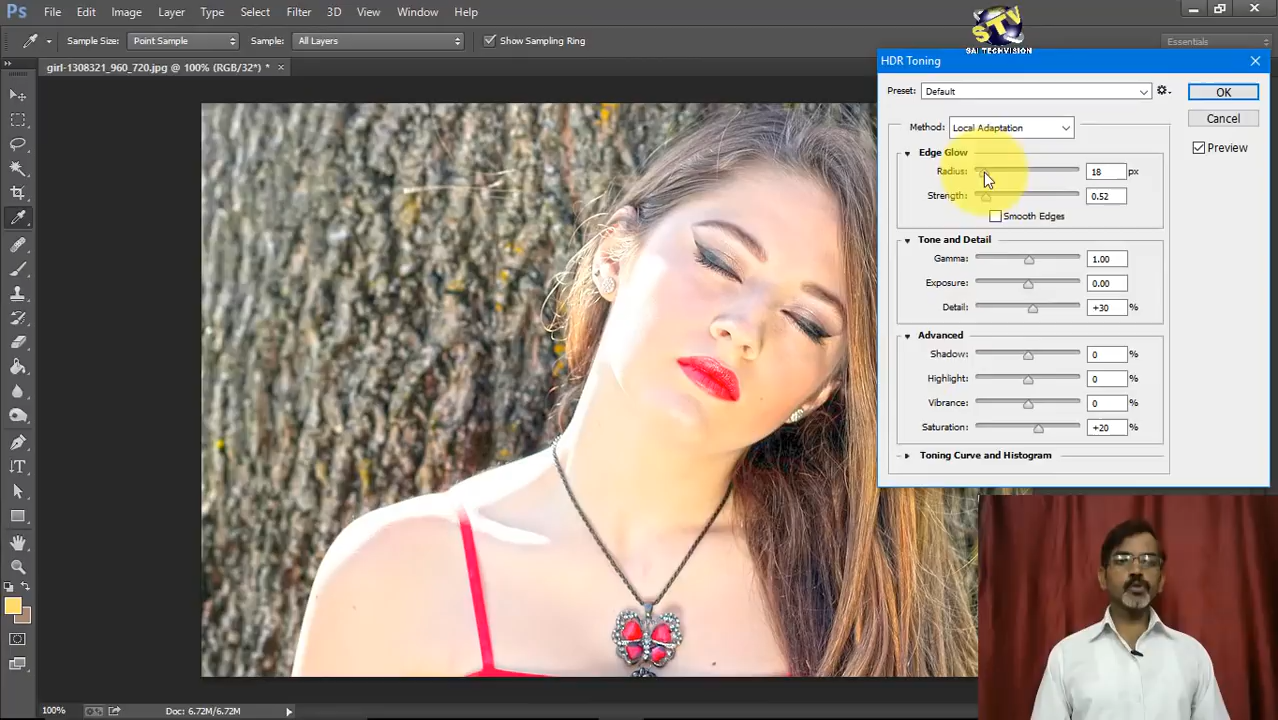 Ps File Edit Image Layer Type Select Filter 3D View Window Help
STV
SAI TECHVISION
Sample Size: Point Sample Sample: All Layers Show Sampling Ring Essentials
girl-1308321_960_720.jpg @ 100% (RGB/32*) *
HDR Toning
Preset: Default
OK
Method: Local Adaptation
Cancel
Preview
Edge Glow
Radius: 18 px
Strength: 0.52
Smooth Edges
Tone and Detail
Gamma: 1.00
Exposure: 0.00
Detail: +30 %
Advanced
Shadow: 0 %
Highlight: 0 %
Vibrance: 0 %
Saturation: +20 %
Toning Curve and Histogram
100% Doc: 6.72M/6.72M